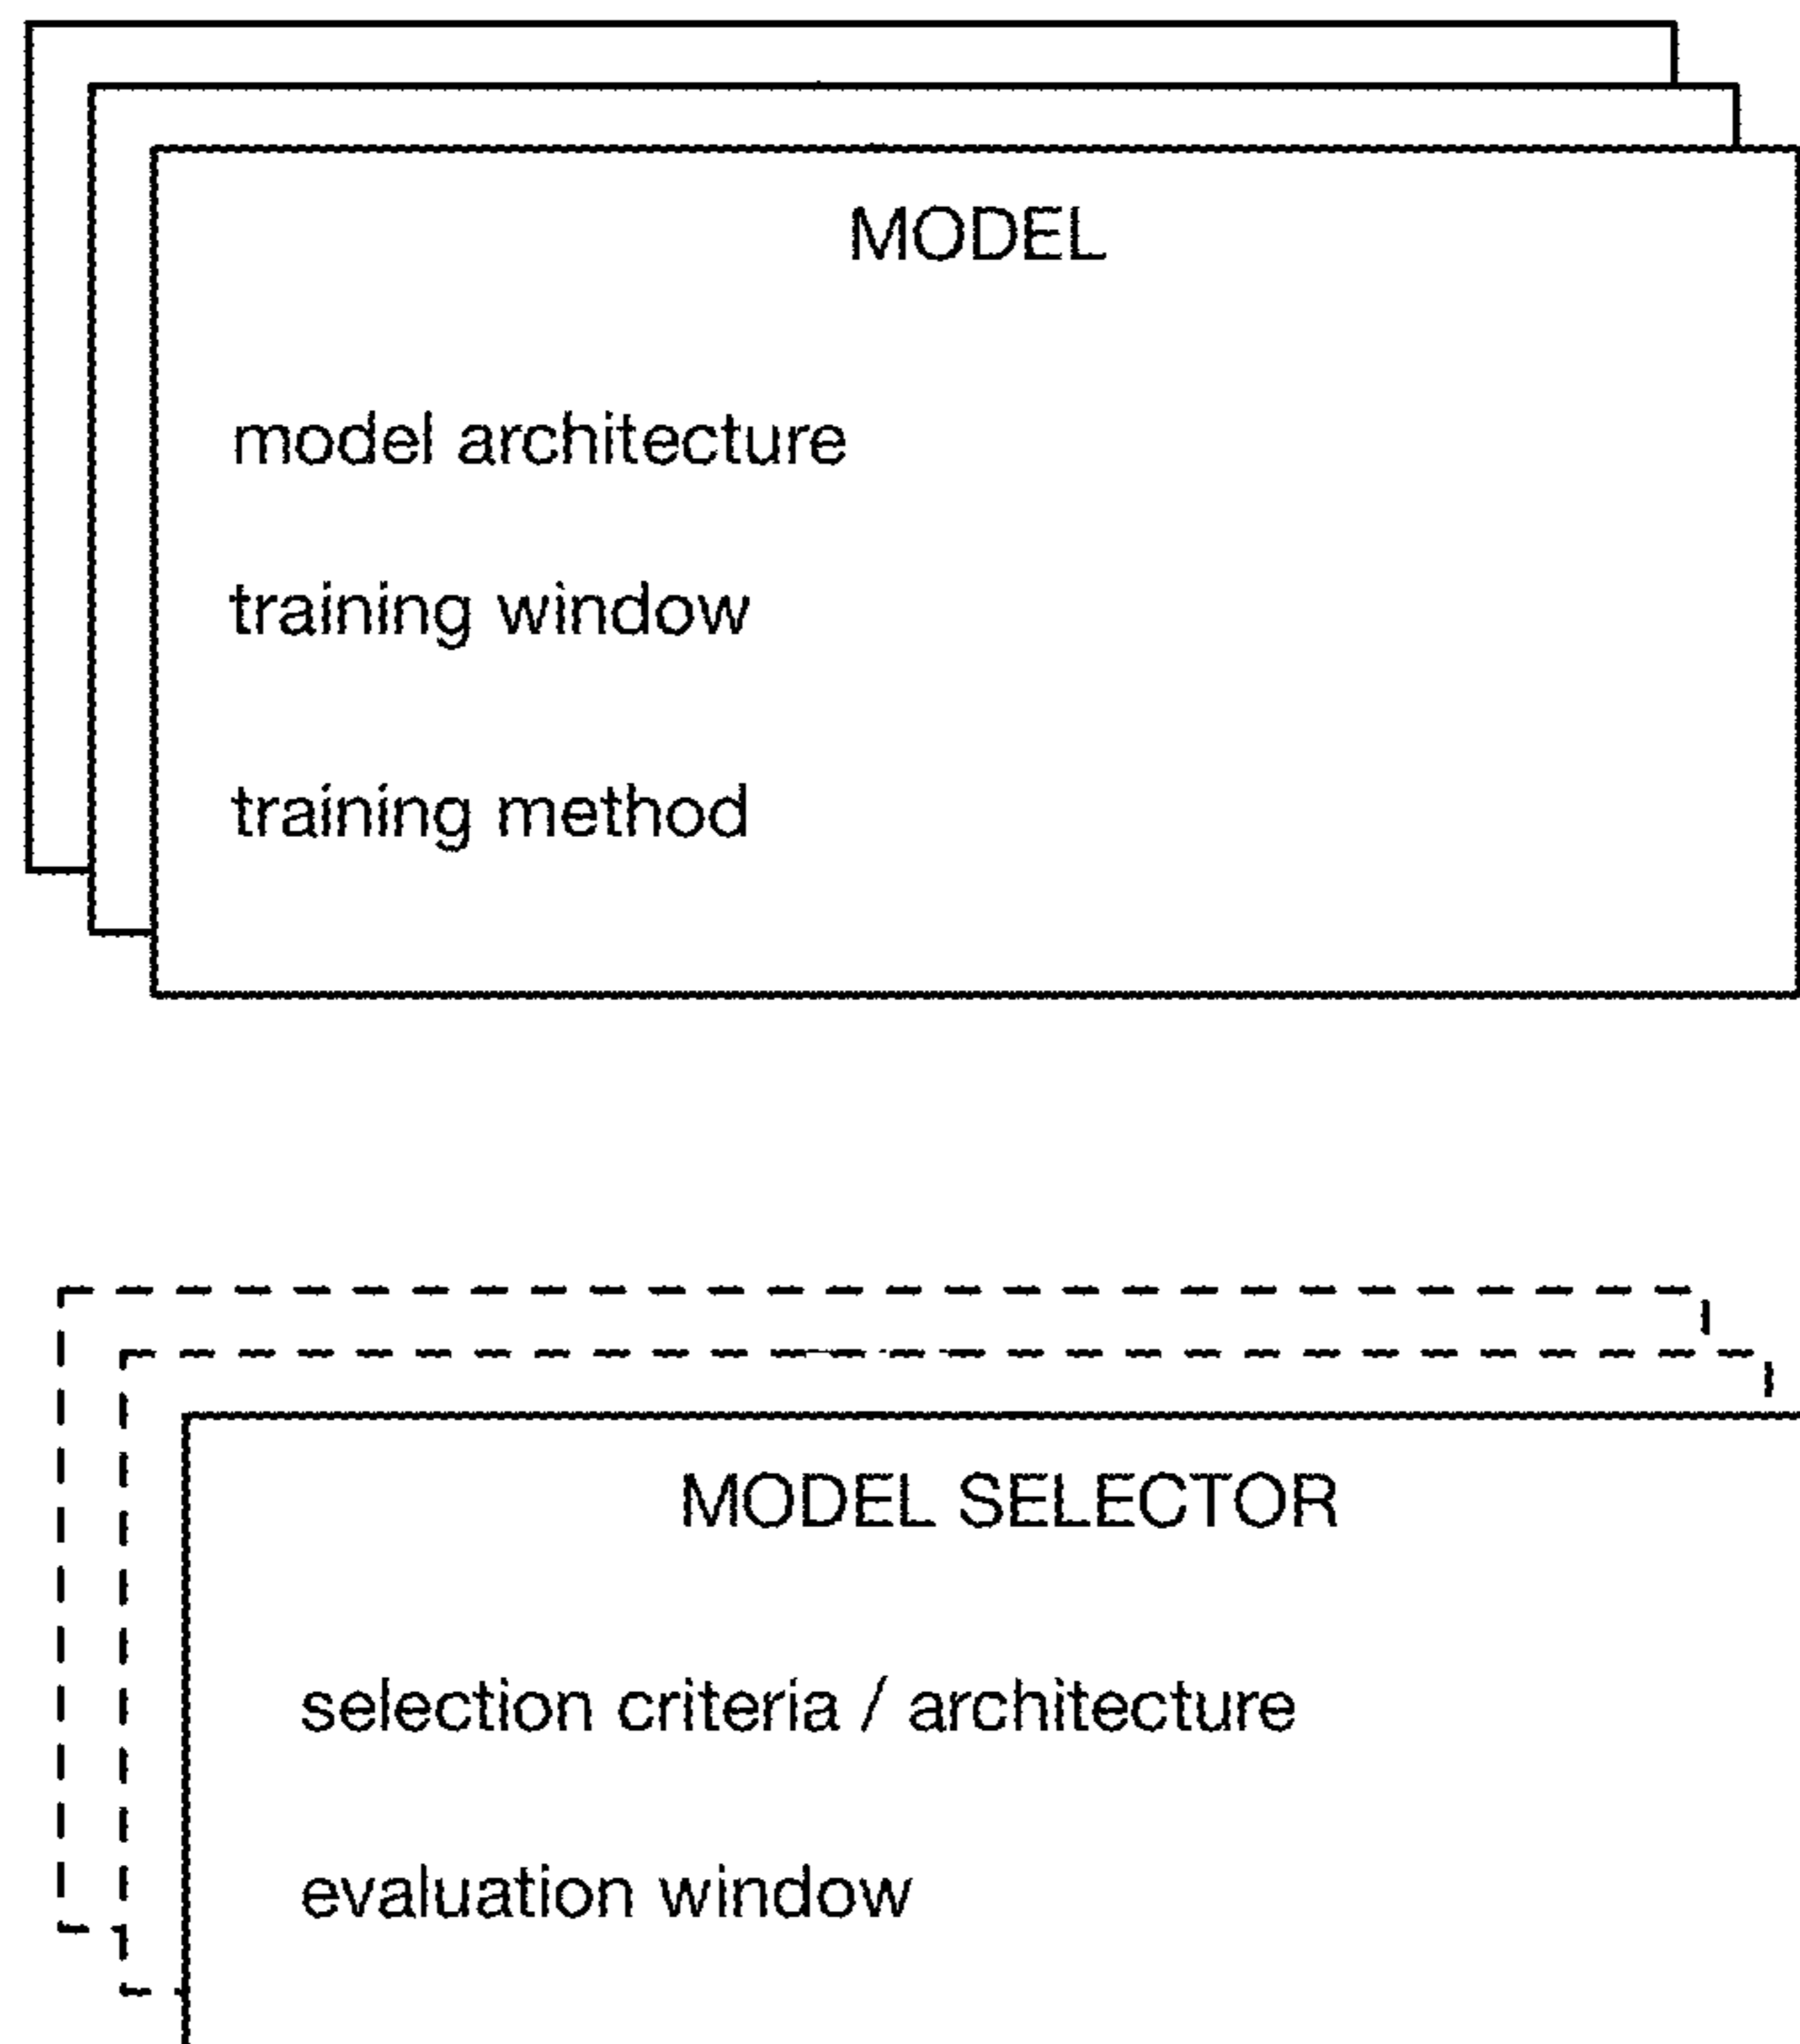 MODEL
model architecture
training window
training method
MODEL SELECTOR
selection criteria / architecture
evaluation window